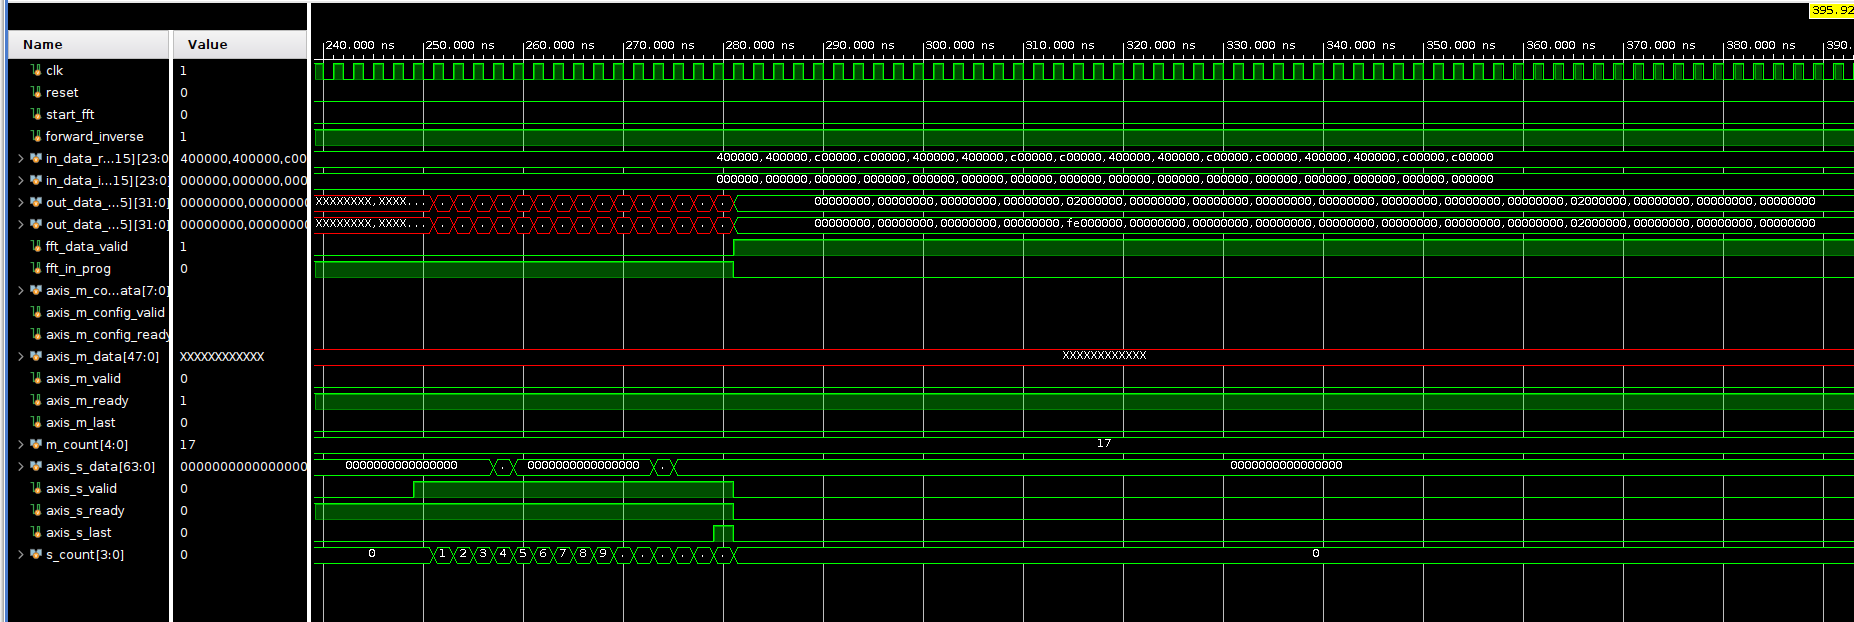 395.92
Name Value
240.000 ns 250.000 ns 260.000 ns 270.000 ns 280.000 ns 290.000 ns 300.000 ns 310.000 ns 320.000 ns 330.000 ns 340.000 ns 350.000 ns 360.000 ns 370.000 ns 380.000 ns 390.
clk 1
reset 0
start_fft 0
forward_inverse 1
in_data_r...15][23:0 400000,400000,c00 400000,400000,c00000,c00000,400000,400000,c00000,c00000,400000,400000,c00000,c00000,400000,400000,c00000,c00000
in_data_i...15][23:0] 000000,000000,000 000000,000000,000000,000000,000000,000000,000000,000000,000000,000000,000000,000000,000000,000000,000000,000000
out_data_...5][31:0] 00000000,00000000 XXXXXXXX,XXXX... . . . . . . . . . . . . . . . 00000000,00000000,00000000,00000000,02000000,00000000,00000000,00000000,00000000,00000000,00000000,00000000,02000000,00000000,00000000,00000000
out_data_...5][31:0] 00000000,00000000 XXXXXXXX,XXXX... . . . . . . . . . . . . . . . 00000000,00000000,00000000,00000000,fe000000,00000000,00000000,00000000,00000000,00000000,00000000,00000000,02000000,00000000,00000000,00000000
fft_data_valid 1
fft_in_prog 0
axis_m_co...ata[7:0]
axis_m_config_valid
axis_m_config_ready
axis_m_data[47:0] XXXXXXXXXXXX XXXXXXXXXXXX
axis_m_valid 0
axis_m_ready 1
axis_m_last 0
m_count[4:0] 17 17
axis_s_data[63:0] 0000000000000000 0000000000000000 . 0000000000000000 . 0000000000000000
axis_s_valid 0
axis_s_ready 0
axis_s_last 0
s_count[3:0] 0 0 1 2 3 4 5 6 7 8 9 . . . . . . 0